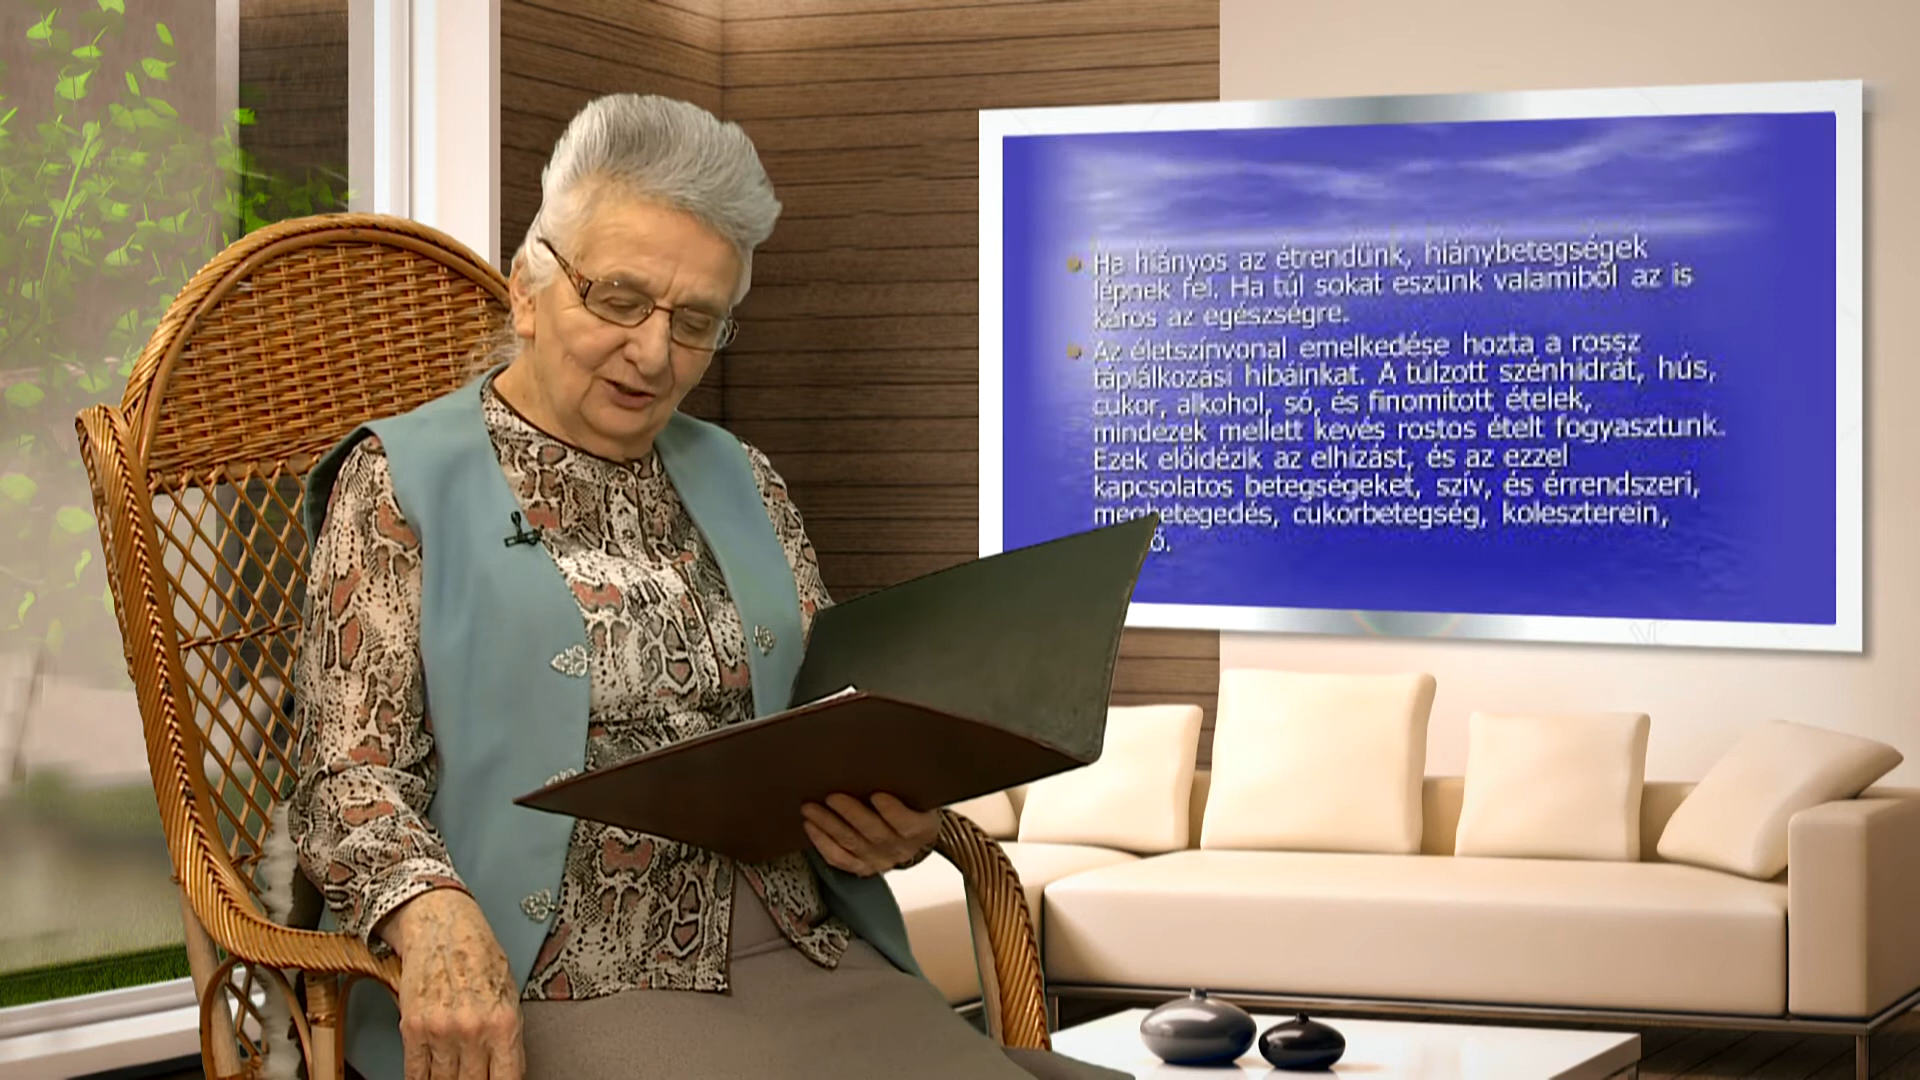 Ha hiányos az étrendünk, hiánybetegségek
lépnek fel. Ha túl sokat eszünk valamiből az is
káros az egészségre.
Az életszínvonal emelkedése hozta a rossz
táplálkozási hibáinkat. A túlzott szénhidrát, hús,
cukor, alkohol, só, és finomított ételek,
mindezek mellett kevés rostos ételt fogyasztunk.
Ezek előidézik az elhízást, és az ezzel
kapcsolatos betegségeket, szív, és érrendszeri,
megbetegedés, cukorbetegség, koleszterein,